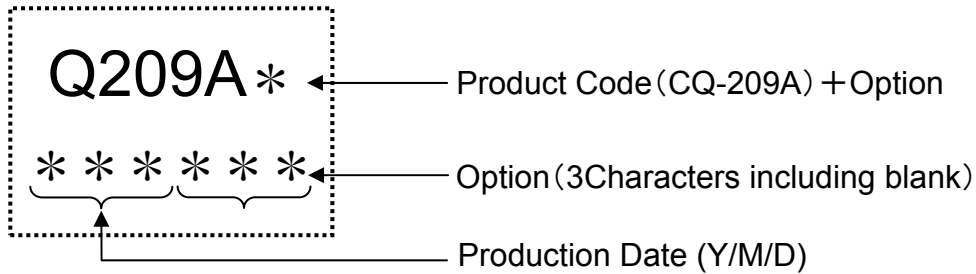 Q209A＊ Product Code（CQ-209A）＋Option
＊＊＊＊＊＊ Option（3Characters including blank）
Production Date (Y/M/D)